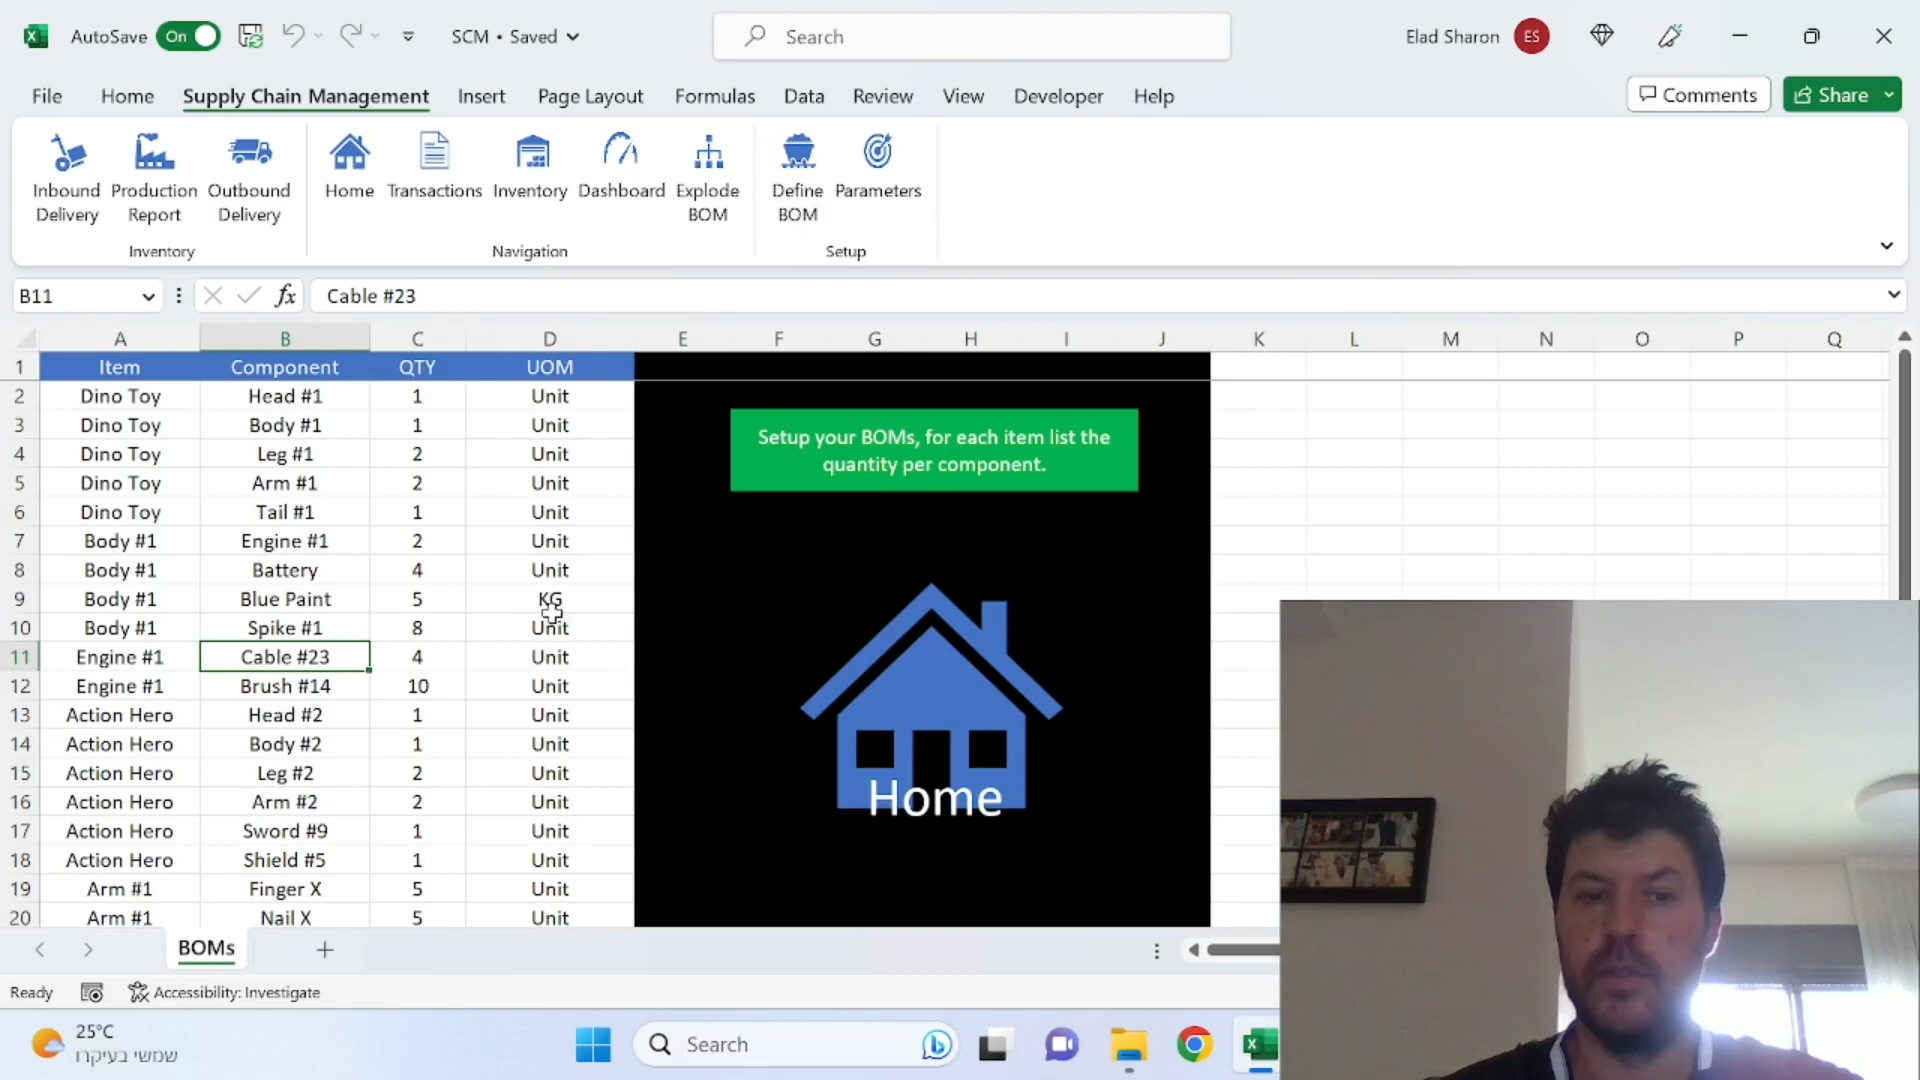 AutoSave On SCM • Saved Search Elad Sharon ES
File Home Supply Chain Management Insert Page Layout Formulas Data Review View Developer Help Comments Share
Inbound Delivery
Production Report
Outbound Delivery
Home
Transactions
Inventory
Dashboard
Explode BOM
Define BOM
Parameters
Inventory Navigation Setup
B11 fx Cable #23
A B C D E F G H I J K L M N O P Q
1 Item Component QTY UOM
2 Dino Toy Head #1 1 Unit
3 Dino Toy Body #1 1 Unit
4 Dino Toy Leg #1 2 Unit
5 Dino Toy Arm #1 2 Unit
6 Dino Toy Tail #1 1 Unit
7 Body #1 Engine #1 2 Unit
8 Body #1 Battery 4 Unit
9 Body #1 Blue Paint 5 KG
10 Body #1 Spike #1 8 Unit
11 Engine #1 Cable #23 4 Unit
12 Engine #1 Brush #14 10 Unit
13 Action Hero Head #2 1 Unit
14 Action Hero Body #2 1 Unit
15 Action Hero Leg #2 2 Unit
16 Action Hero Arm #2 2 Unit
17 Action Hero Sword #9 1 Unit
18 Action Hero Shield #5 1 Unit
19 Arm #1 Finger X 5 Unit
20 Arm #1 Nail X 5 Unit
Setup your BOMs, for each item list the
quantity per component.
Home
BOMs
Ready Accessibility: Investigate
25°C
שמשי בעיקרו
Search